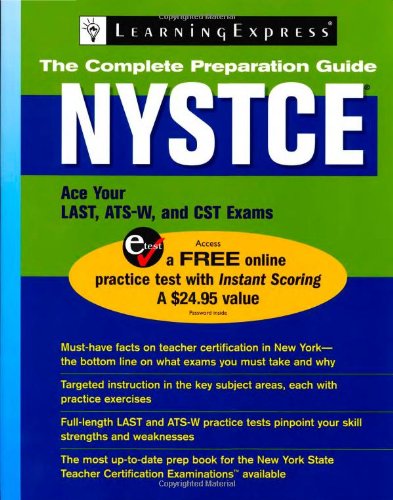 LEARNINGEXPRESS®
The Complete Preparation Guide
NYSTCE®
Ace Your
LAST, ATS-W, and CST Exams
e test
Access
a FREE online
practice test with Instant Scoring
A $24.95 value
Password inside
Must-have facts on teacher certification in New York—
the bottom line on what exams you must take and why
Targeted instruction in the key subject areas, each with
practice exercises
Full-length LAST and ATS-W practice tests pinpoint your skill
strengths and weaknesses
The most up-to-date prep book for the New York State
Teacher Certification Examinations™ available
Copyrighted Material